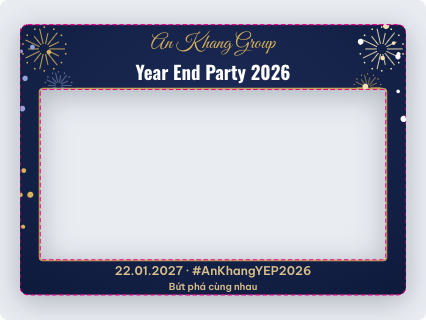 An Khang Group
Year End Party 2026
22.01.2027 · #AnKhangYEP2026
Bứt phá cùng nhau